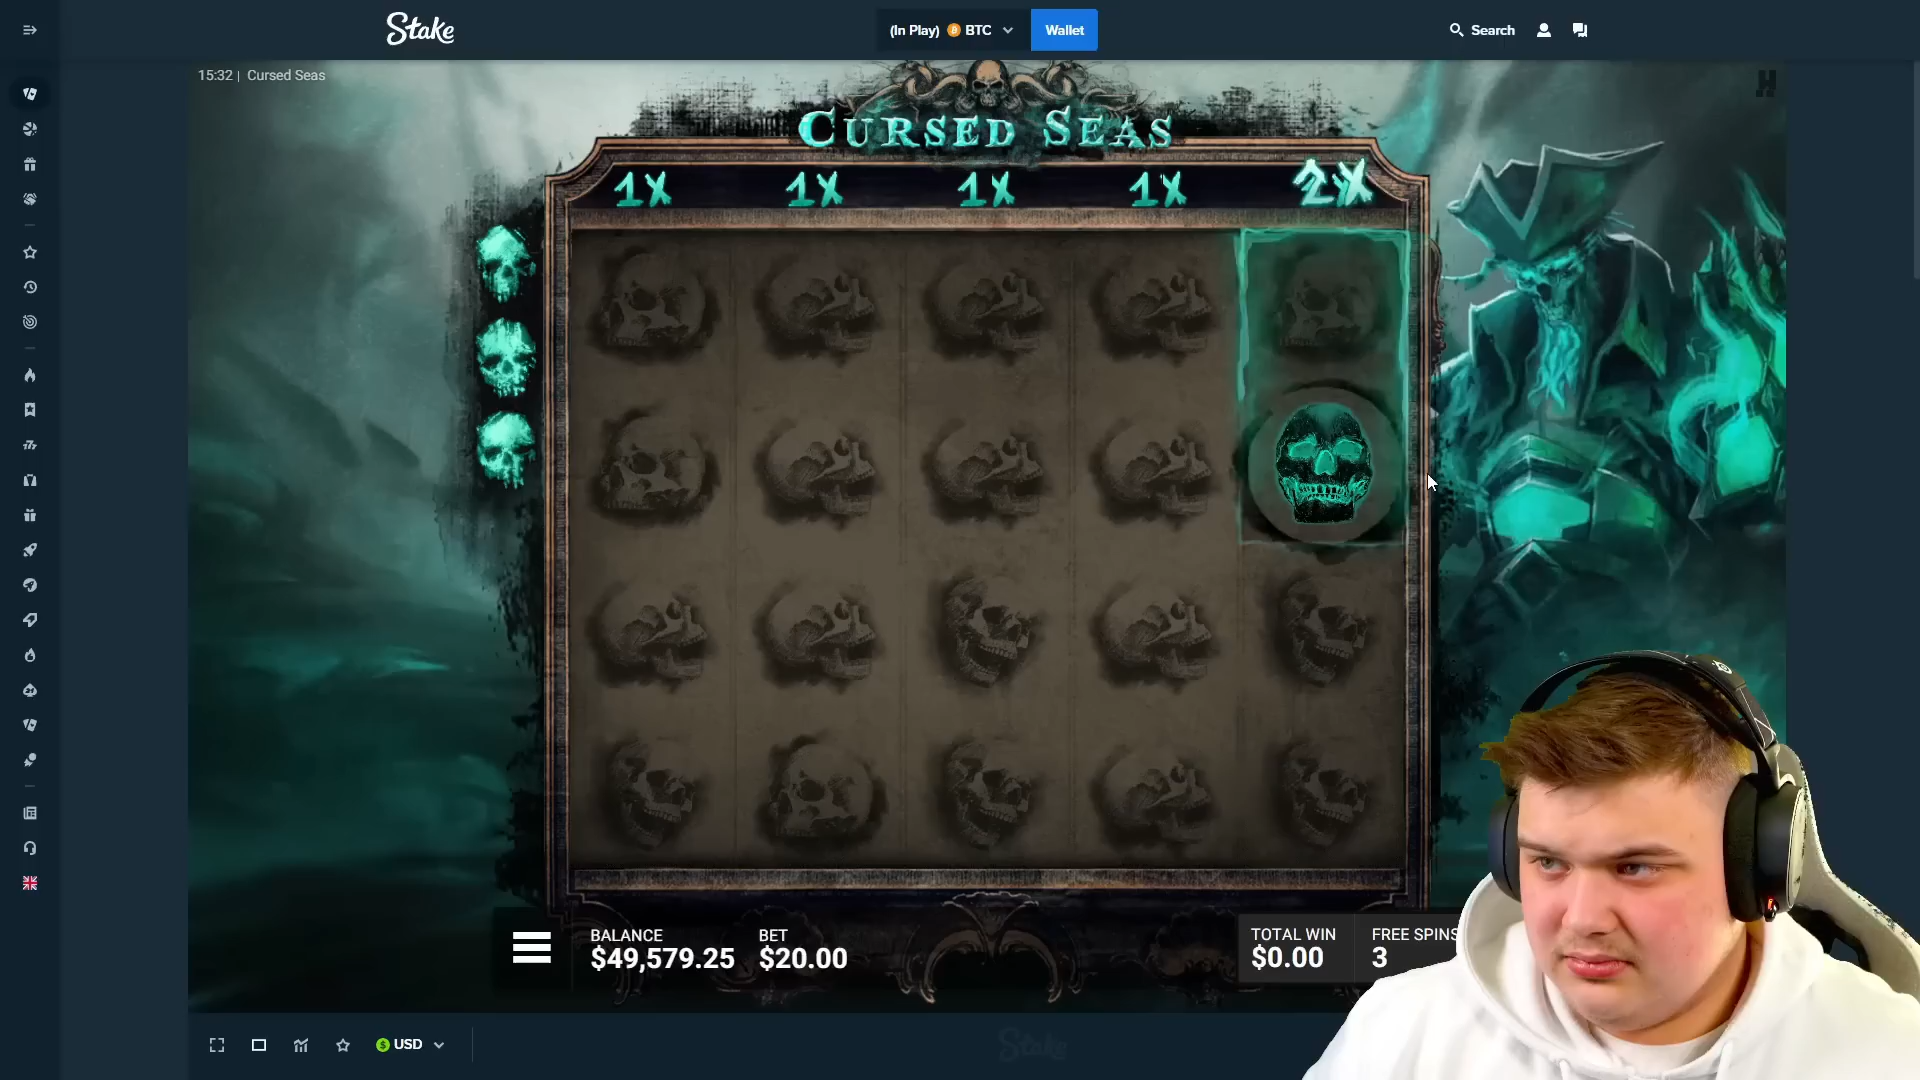 Stake
(In Play) BTC
Wallet
Search
15:32 | Cursed Seas
CURSED SEAS
1X 1X 1X 1X 2X
BALANCE
$49,579.25
BET
$20.00
TOTAL WIN
$0.00
FREE SPINS
3
USD
Stake